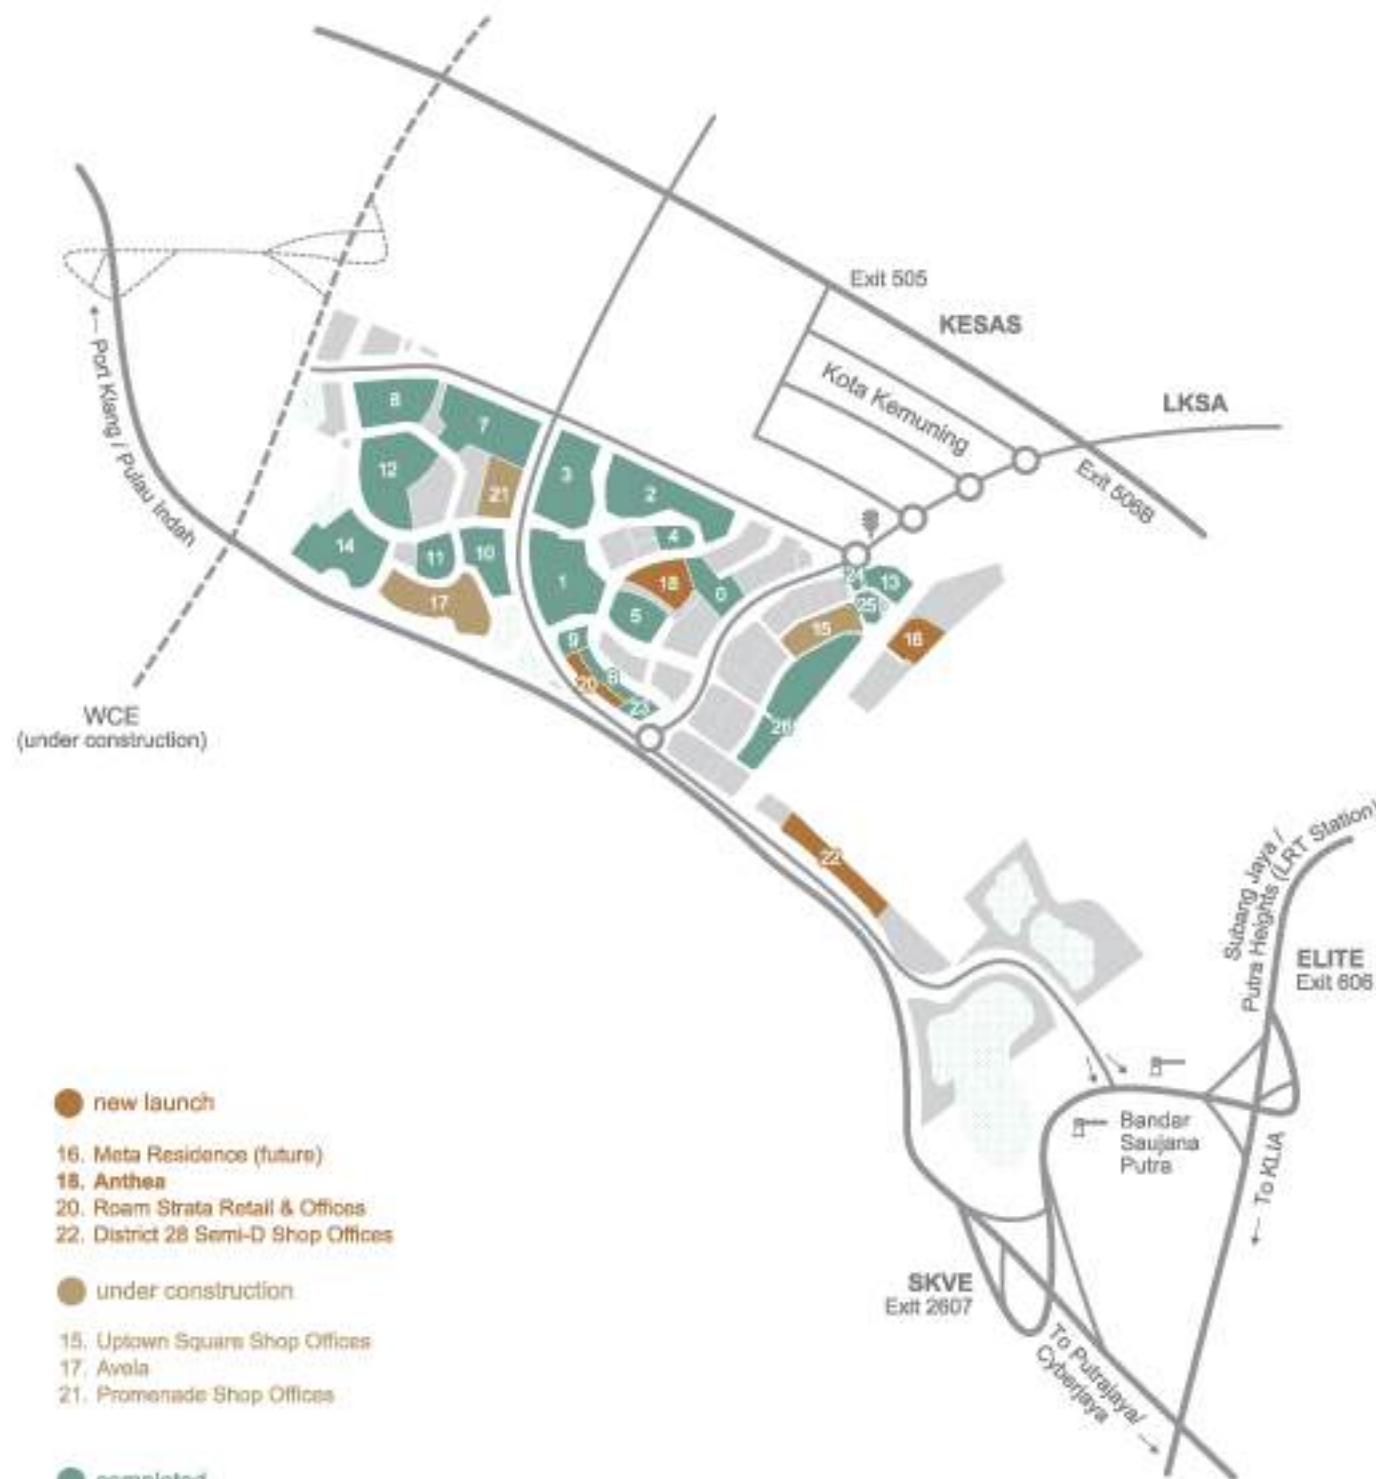 Exit 505
KESAS
Kota Kemuning
LKSA
Exit 506B
Port Klang / Pulau Indah
8
7
3
12
21
2
4
14
11
10
1
18
6
24
13
17
5
25
15
16
9
20
23
26
WCE
(under construction)
22
Subang Jaya /
Putra Heights (LRT Station)
ELITE
Exit 606
Bandar
Saujana
Putra
To KLIA
SKVE
Exit 2607
To Putrajaya/
Cyberjaya
new launch
16. Meta Residence (future)
18. Anthea
20. Roam Strata Retail & Offices
22. District 28 Semi-D Shop Offices
under construction
15. Uptown Square Shop Offices
17. Avela
21. Promenade Shop Offices
completed